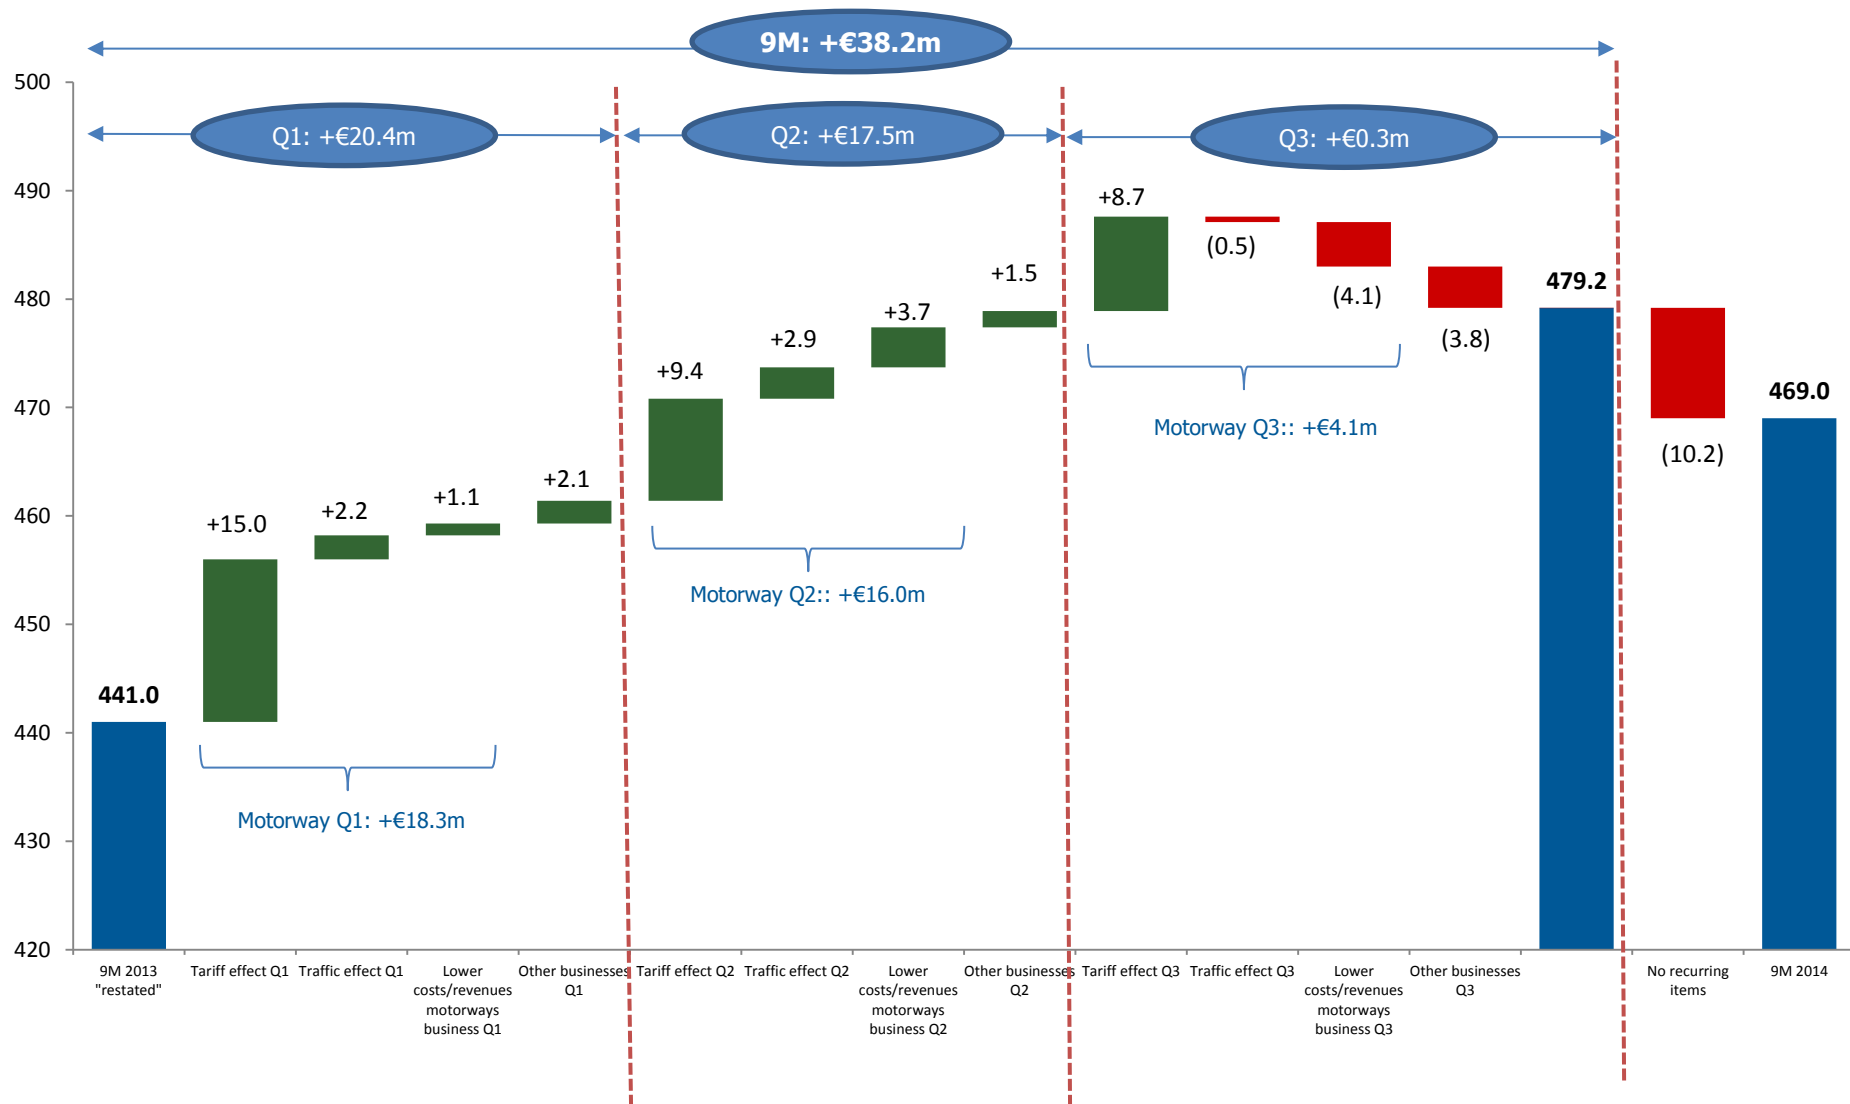 9M: +€38.2m
500
Q1: +€20.4m
Q2: +€17.5m
Q3: +€0.3m
490
+8.7
(0.5)
+1.5
480
479.2
(4.1)
+3.7
+2.9
(3.8)
+9.4
470
469.0
Motorway Q3:: +€4.1m
(10.2)
+2.1
+1.1
+2.2
+15.0
460
Motorway Q2:: +€16.0m
450
441.0
440
Motorway Q1: +€18.3m
430
420
9M 2013
"restated"
Tariff effect Q1
Traffic effect Q1
Lower
costs/revenues
motorways
business Q1
Other businesses
Q1
Tariff effect Q2
Traffic effect Q2
Lower
costs/revenues
motorways
business Q2
Other businesses
Q2
Tariff effect Q3
Traffic effect Q3
Lower
costs/revenues
motorways
business Q3
Other businesses
Q3
No recurring
items
9M 2014